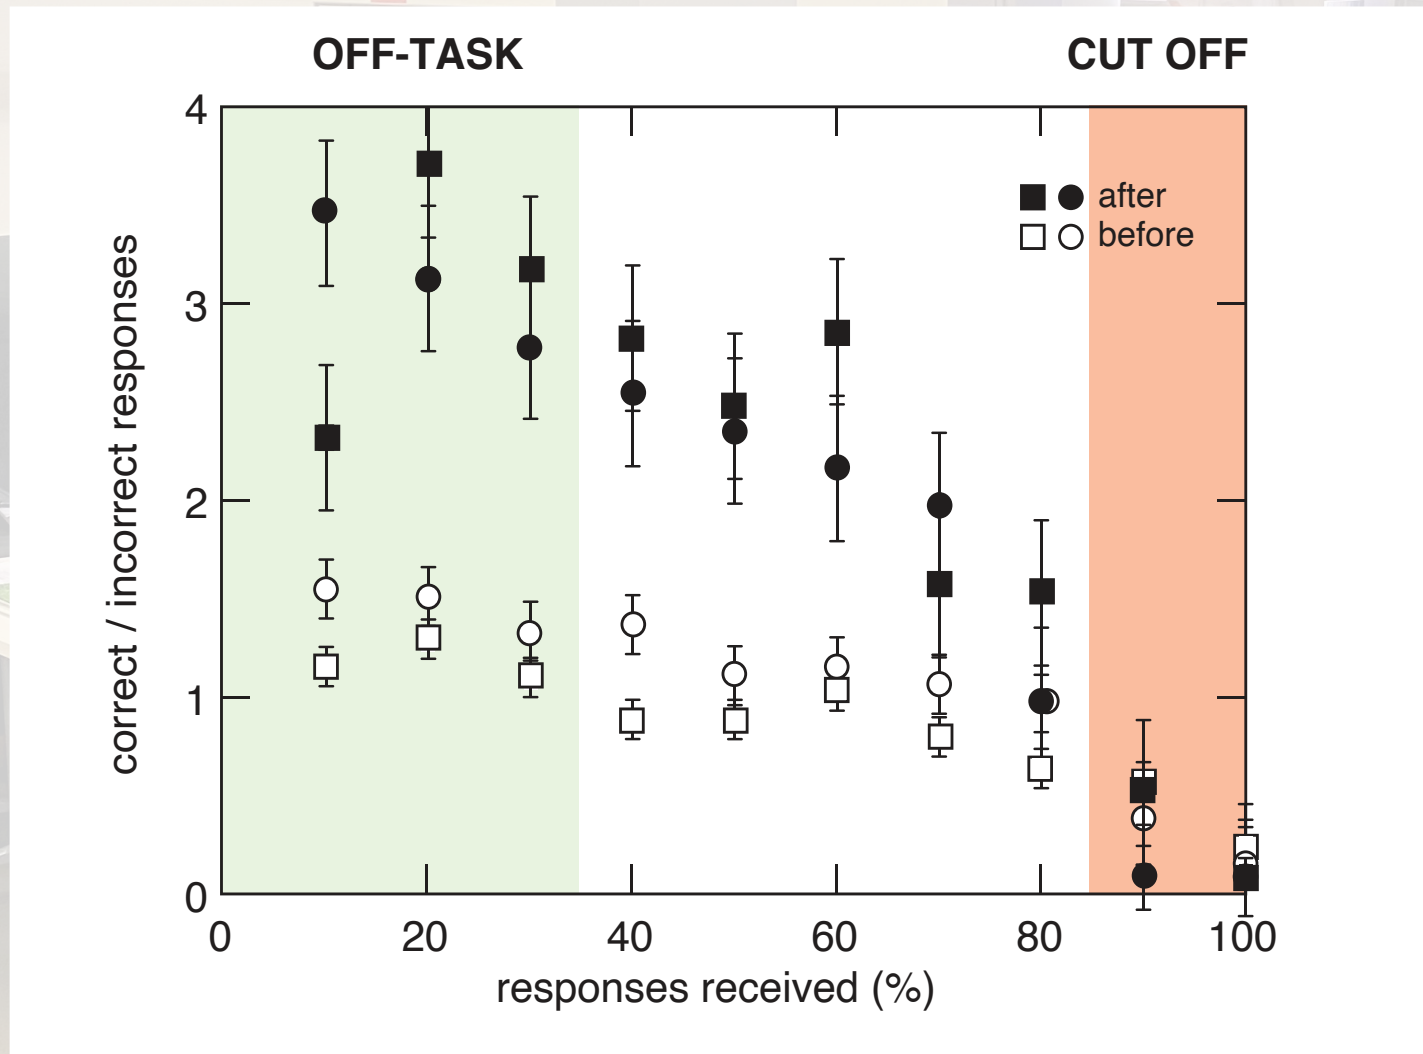 OFF-TASK CUT OFF
4
after
before
3
2
1
0
correct / incorrect responses
0 20 40 60 80 100
responses received (%)